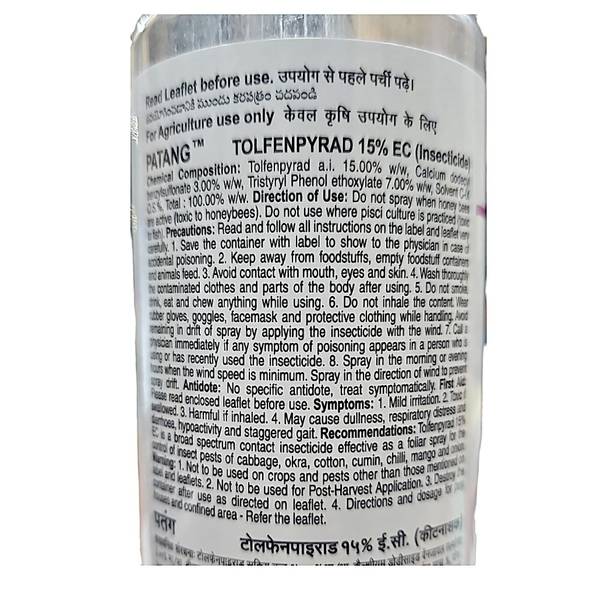 Read Leaflet before use. उपयोग से पहले पर्ची पढ़े।
ఉపయోగించడానికి ముందు కరపత్రం చదవండి
For Agriculture use only केवल कृषि उपयोग के लिए
PATANG™ TOLFENPYRAD 15% EC (Insecticide)
Chemical Composition: Tolfenpyrad a.i. 15.00% w/w, Calcium dodecyl
benzylsulfonate 3.00% w/w, Tristyryl Phenol ethoxylate 7.00% w/w, Solvent
Q.S %, Total : 100.00% w/w. Direction of Use: Do not spray when honey bees
are active (toxic to honeybees). Do not use where pisci culture is practiced (toxic
to fish). Precautions: Read and follow all instructions on the label and leaflet very
carefully. 1. Save the container with label to show to the physician in case of
accidental poisoning. 2. Keep away from foodstuffs, empty foodstuff containers
and animals feed. 3. Avoid contact with mouth, eyes and skin. 4. Wash thoroughly
the contaminated clothes and parts of the body after using. 5. Do not smoke,
drink, eat and chew anything while using. 6. Do not inhale the content. Wear
rubber gloves, goggles, facemask and protective clothing while handling. Avoid
remaining in drift of spray by applying the insecticide with the wind. 7. Call a
physician immediately if any symptom of poisoning appears in a person who is
using or has recently used the insecticide. 8. Spray in the morning or evening
hours when the wind speed is minimum. Spray in the direction of wind to prevent
spray drift. Antidote: No specific antidote, treat symptomatically. First Aid:
Please read enclosed leaflet before use. Symptoms: 1. Mild irritation. 2. Toxic if
swallowed. 3. Harmful if inhaled. 4. May cause dullness, respiratory distress and
diarrhoea, hypoactivity and staggered gait. Recommendations: Tolfenpyrad 15%
EC is a broad spectrum contact insecticide effective as a foliar spray for the
control of insect pests of cabbage, okra, cotton, cumin, chilli, mango and onion.
Warning: 1. Not to be used on crops and pests other than those mentioned on
label and leaflets. 2. Not to be used for Post-Harvest Application. 3. Destroy the
container after use as directed on leaflet. 4. Directions and dosage for
houses and confined area - Refer the leaflet.
पतंग
टोलफेनपाइराड १५% ई.सी. (कीटनाशक)
टोलफेनपाइराड